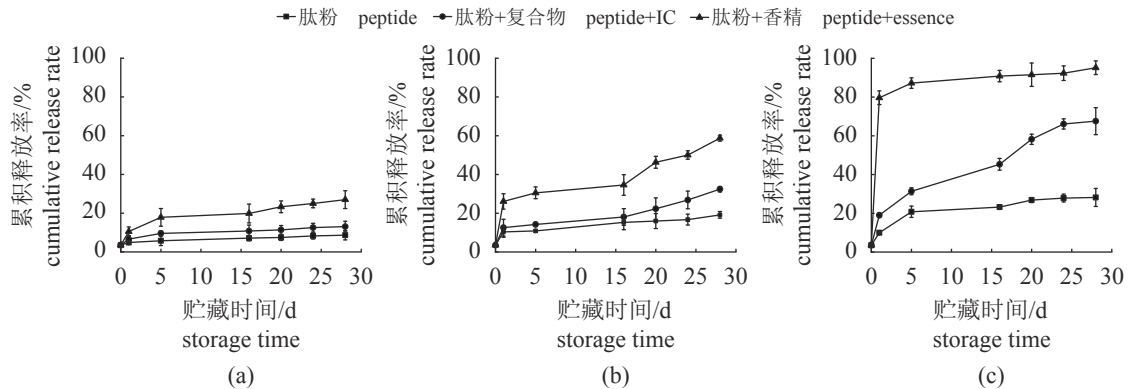 肽粉 peptide 肽粉+复合物 peptide+IC 肽粉+香精 peptide+essence
累积释放率/%
cumulative release rate
100
80
60
40
20
0
0 5 10 15 20 25 30
贮藏时间/d
storage time
(a)
累积释放率/%
cumulative release rate
100
80
60
40
20
0
0 5 10 15 20 25 30
贮藏时间/d
storage time
(b)
累积释放率/%
cumulative release rate
100
80
60
40
20
0
0 5 10 15 20 25 30
贮藏时间/d
storage time
(c)